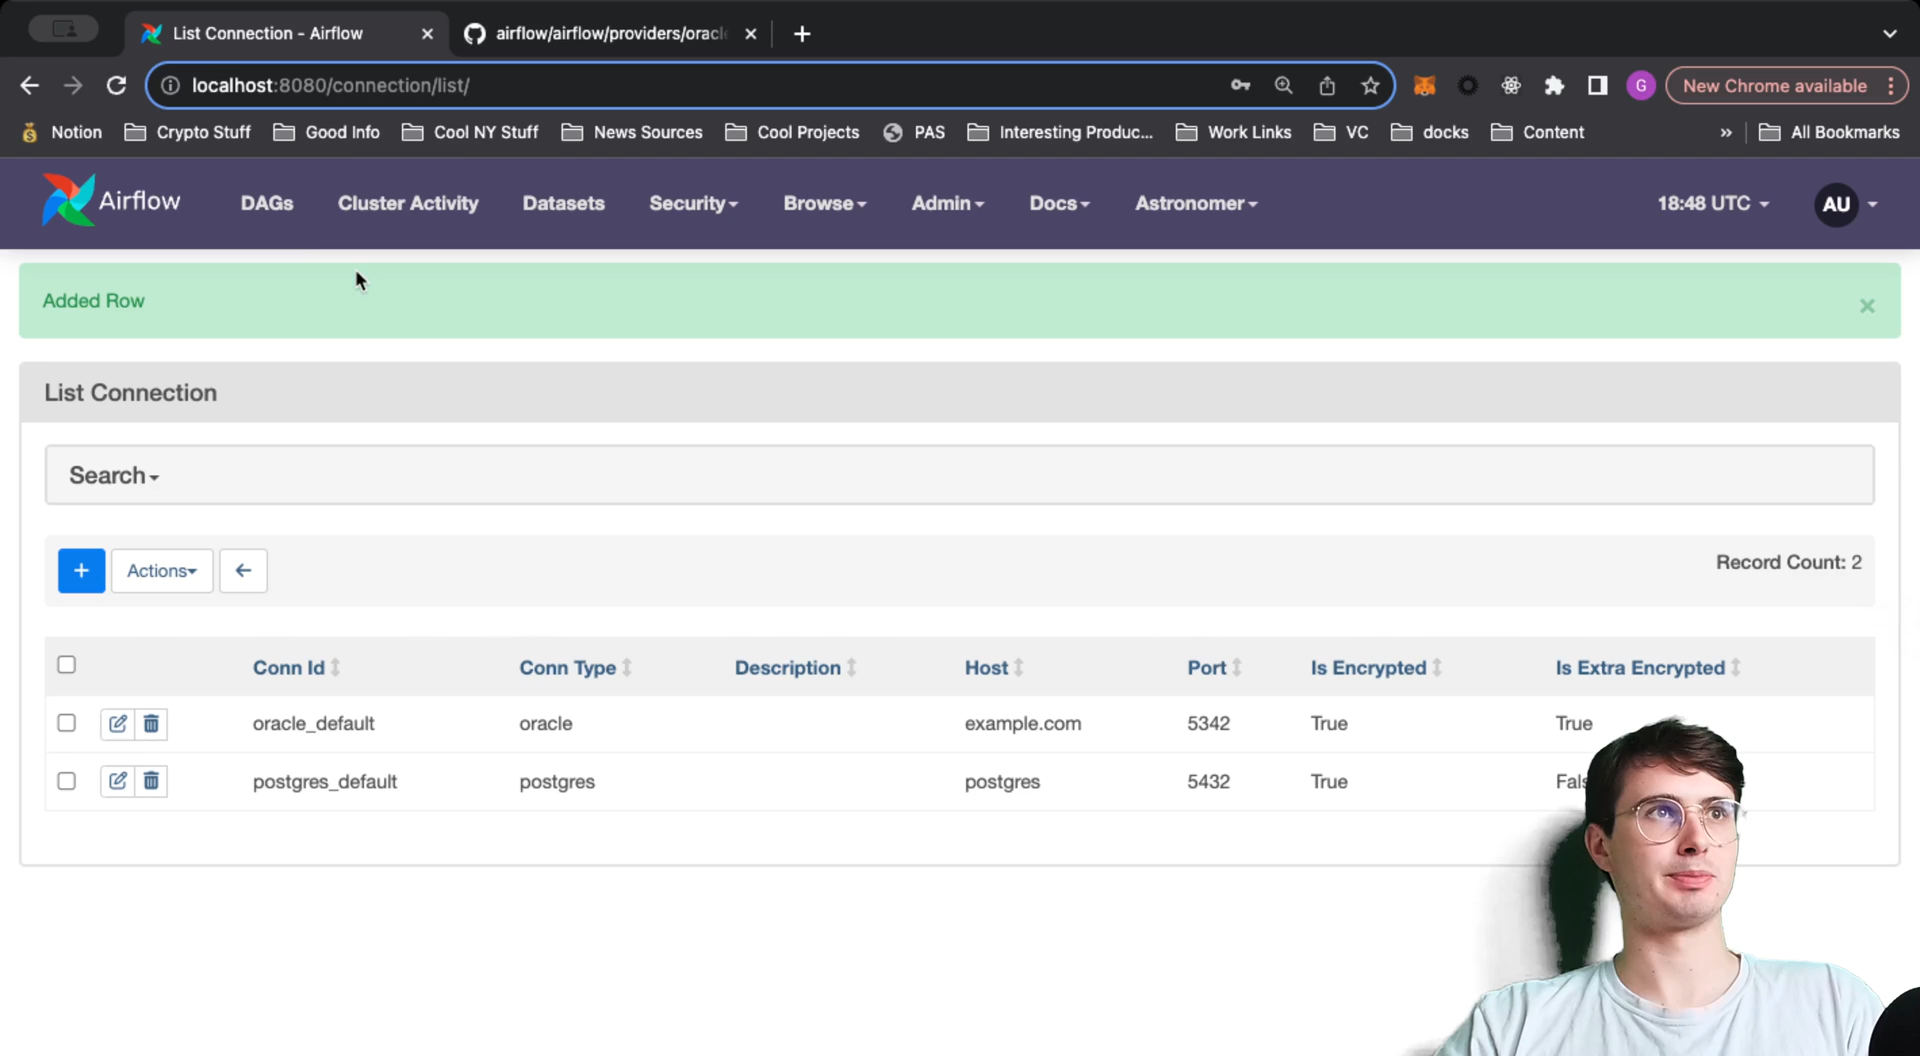 List Connection - Airflow
airflow/airflow/providers/oracl
localhost:8080/connection/list/
G
New Chrome available
Notion
Crypto Stuff
Good Info
Cool NY Stuff
News Sources
Cool Projects
PAS
Interesting Produc...
Work Links
VC
docks
Content
»
All Bookmarks
Airflow
DAGs
Cluster Activity
Datasets
Security
Browse
Admin
Docs
Astronomer
18:48 UTC
AU
Added Row
×
List Connection
Search
+
Actions
Record Count: 2
Conn Id Conn Type Description Host Port Is Encrypted Is Extra Encrypted
oracle_default oracle example.com 5342 True True
postgres_default postgres postgres 5432 True Fals